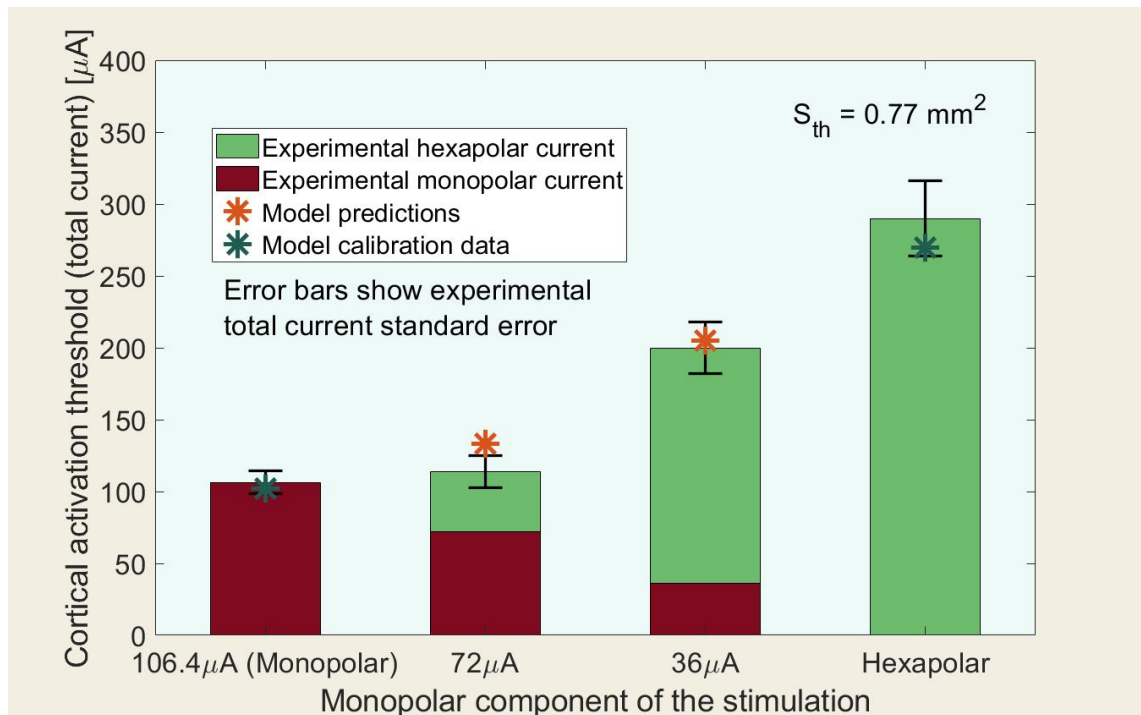 Cortical activation threshold (total current) [μA]
400
350
300
250
200
150
100
50
0
S_th = 0.77 mm²
Experimental hexapolar current
Experimental monopolar current
Model predictions
Model calibration data
Error bars show experimental
total current standard error
106.4μA (Monopolar)
72μA
36μA
Hexapolar
Monopolar component of the stimulation